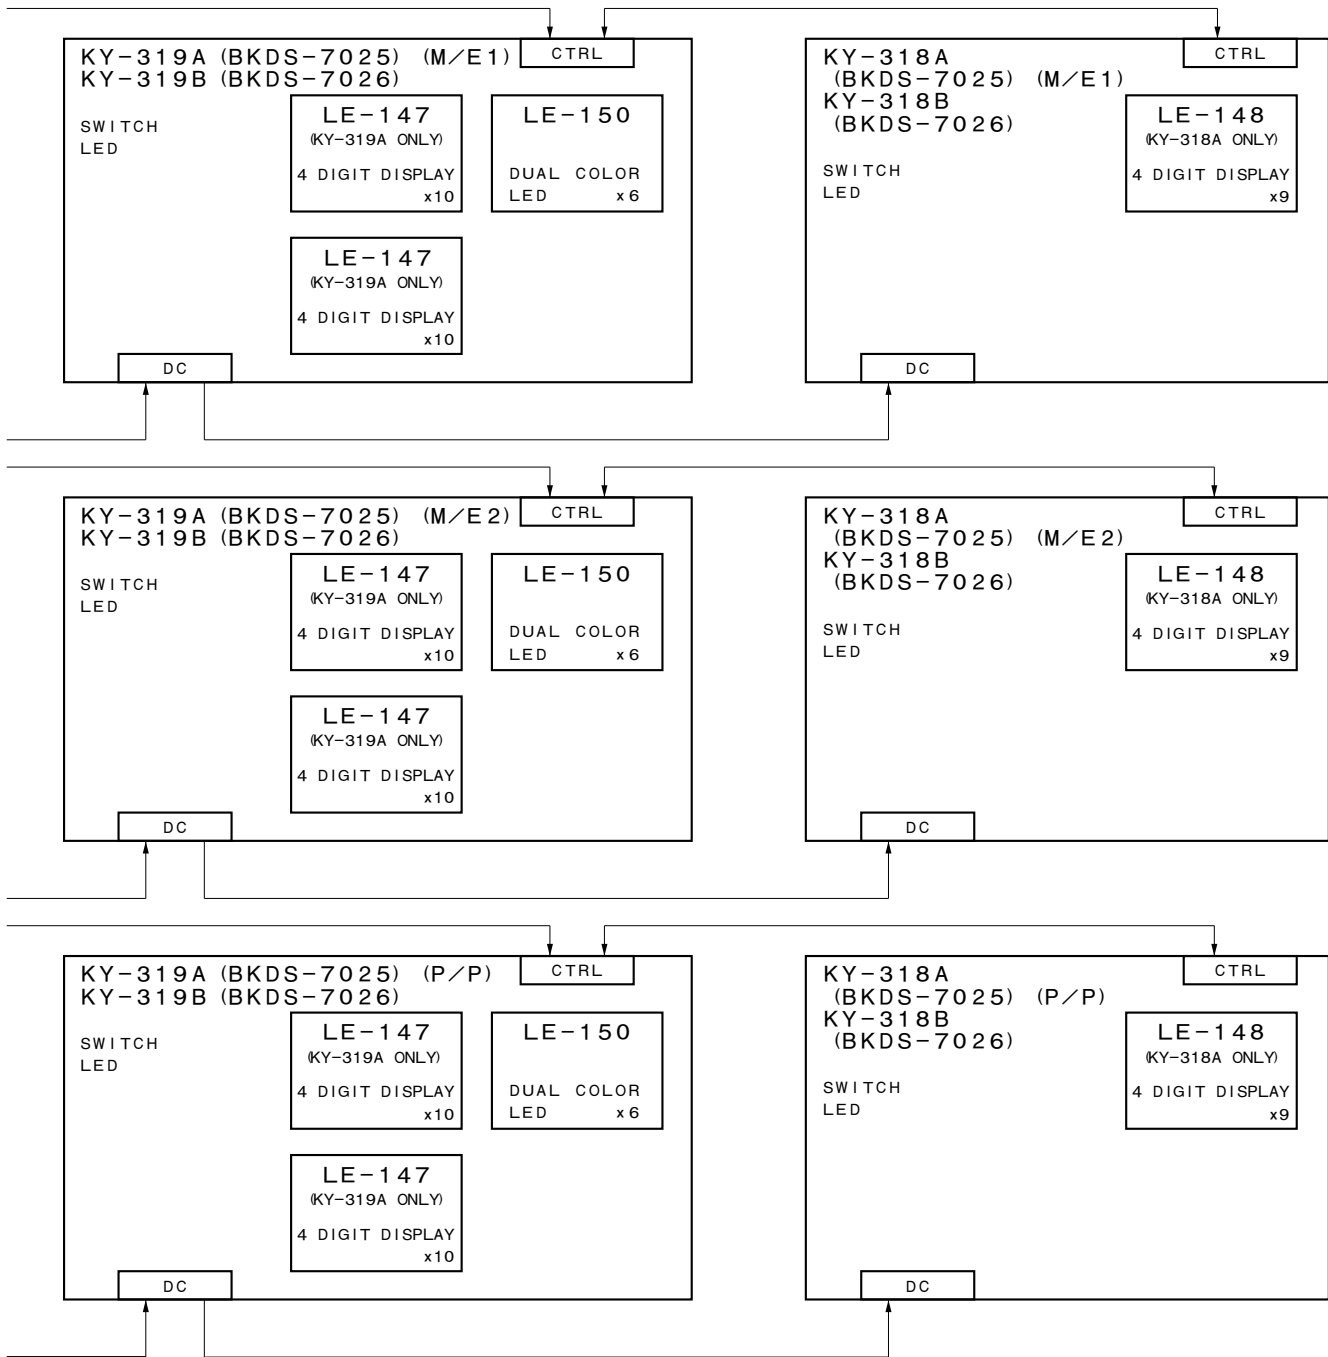 KY-319A (BKDS-7025) (M/E1)
KY-319B (BKDS-7026)
CTRL
SWITCH
LED
LE-147
(KY-319A ONLY)
4 DIGIT DISPLAY
x10
LE-150
DUAL COLOR
LED x6
LE-147
(KY-319A ONLY)
4 DIGIT DISPLAY
x10
DC
KY-318A
(BKDS-7025) (M/E1)
KY-318B
(BKDS-7026)
CTRL
SWITCH
LED
LE-148
(KY-318A ONLY)
4 DIGIT DISPLAY
x9
DC
KY-319A (BKDS-7025) (M/E2)
KY-319B (BKDS-7026)
CTRL
SWITCH
LED
LE-147
(KY-319A ONLY)
4 DIGIT DISPLAY
x10
LE-150
DUAL COLOR
LED x6
LE-147
(KY-319A ONLY)
4 DIGIT DISPLAY
x10
DC
KY-318A
(BKDS-7025) (M/E2)
KY-318B
(BKDS-7026)
CTRL
SWITCH
LED
LE-148
(KY-318A ONLY)
4 DIGIT DISPLAY
x9
DC
KY-319A (BKDS-7025) (P/P)
KY-319B (BKDS-7026)
CTRL
SWITCH
LED
LE-147
(KY-319A ONLY)
4 DIGIT DISPLAY
x10
LE-150
DUAL COLOR
LED x6
LE-147
(KY-319A ONLY)
4 DIGIT DISPLAY
x10
DC
KY-318A
(BKDS-7025) (P/P)
KY-318B
(BKDS-7026)
CTRL
SWITCH
LED
LE-148
(KY-318A ONLY)
4 DIGIT DISPLAY
x9
DC